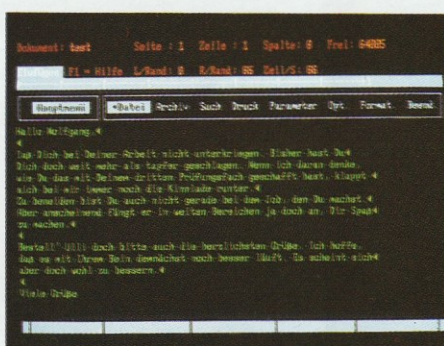 Dokument: test Seite : 1 Zeile : 1 Spalte: 0 Frei: 64005
F1 = Hilfe L/Rand: 0 R/Rand: 66 Zeil/S: 66
Hauptmenü Datei Archiv Such Druck Parameter Opt. Format. Beend
Hallo Wolfgang,
laß Dich bei Deiner Arbeit nicht unterkriegen. Bisher hast Du
Dich doch weit mehr als tapfer geschlagen. Wenn ich daran denke,
wie Du das mit Deinem dritten Prüfungsfach geschafft hast, klappt
sich bei mir immer noch die Kinnlade runter.
Zu beneiden bist Du auch nicht gerade bei dem Job, den Du machst.
Aber anscheinend fängt er in weiten Bereichen ja doch an, Dir Spaß
zu machen.
Bestell' Ulli doch bitte auch die herzlichsten Grüße. Ich hoffe,
daß es mit Ihrem Bein demnächst noch besser läuft. Es scheint sich
aber doch wohl zu bessern.
Viele Grüße